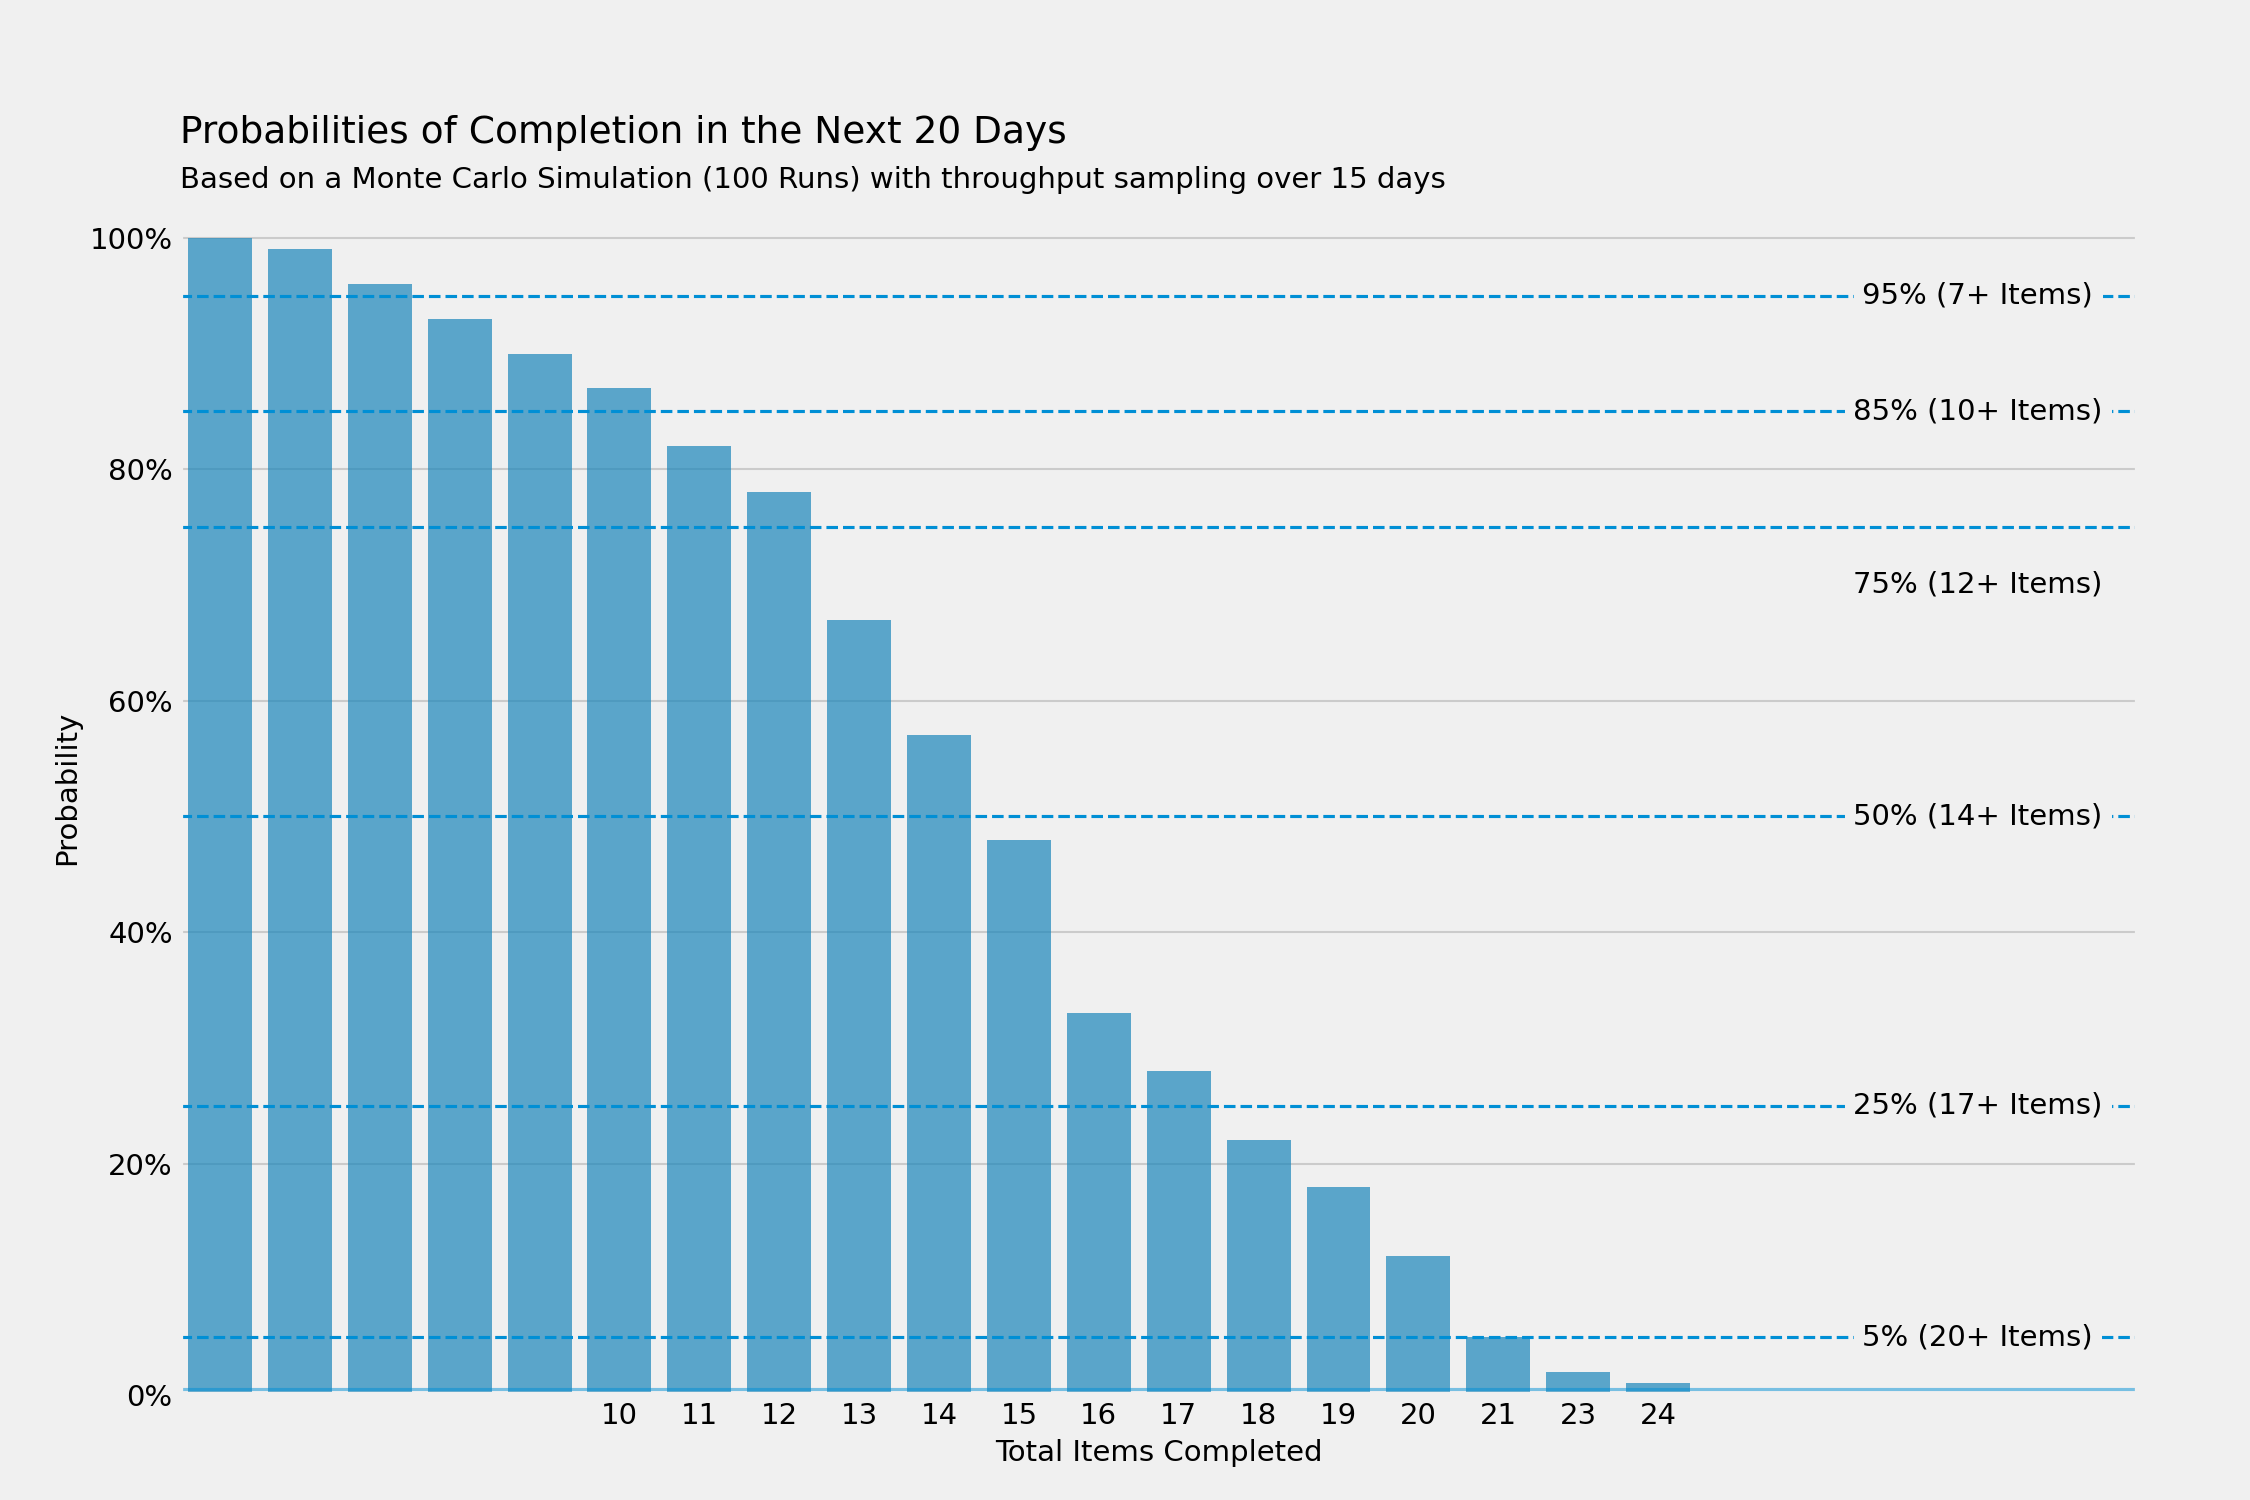 Probabilities of Completion in the Next 20 Days
Based on a Monte Carlo Simulation (100 Runs) with throughput sampling over 15 days
100%
95% (7+ Items)
85% (10+ Items)
80%
75% (12+ Items)
60%
Probability
50% (14+ Items)
40%
25% (17+ Items)
20%
5% (20+ Items)
0%
10 11 12 13 14 15 16 17 18 19 20 21 23 24
Total Items Completed